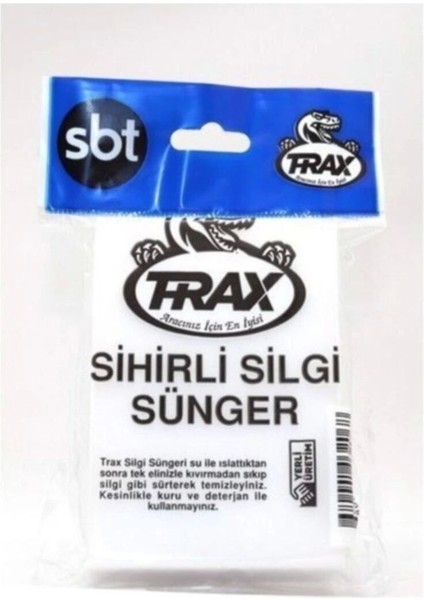 sbt
TRAX
Aracınız İçin En İyisi
TRAX
Aracınız İçin En İyisi
SİHİRLİ SİLGİ
SÜNGER
Trax Silgi Süngeri su ile ıslattıktan
sonra tek elinizle kıvırmadan sıkıp
silgi gibi sürterek temizleyiniz.
Kesinlikle kuru ve deterjan ile
kullanmayınız.
YERLİ
ÜRETİM